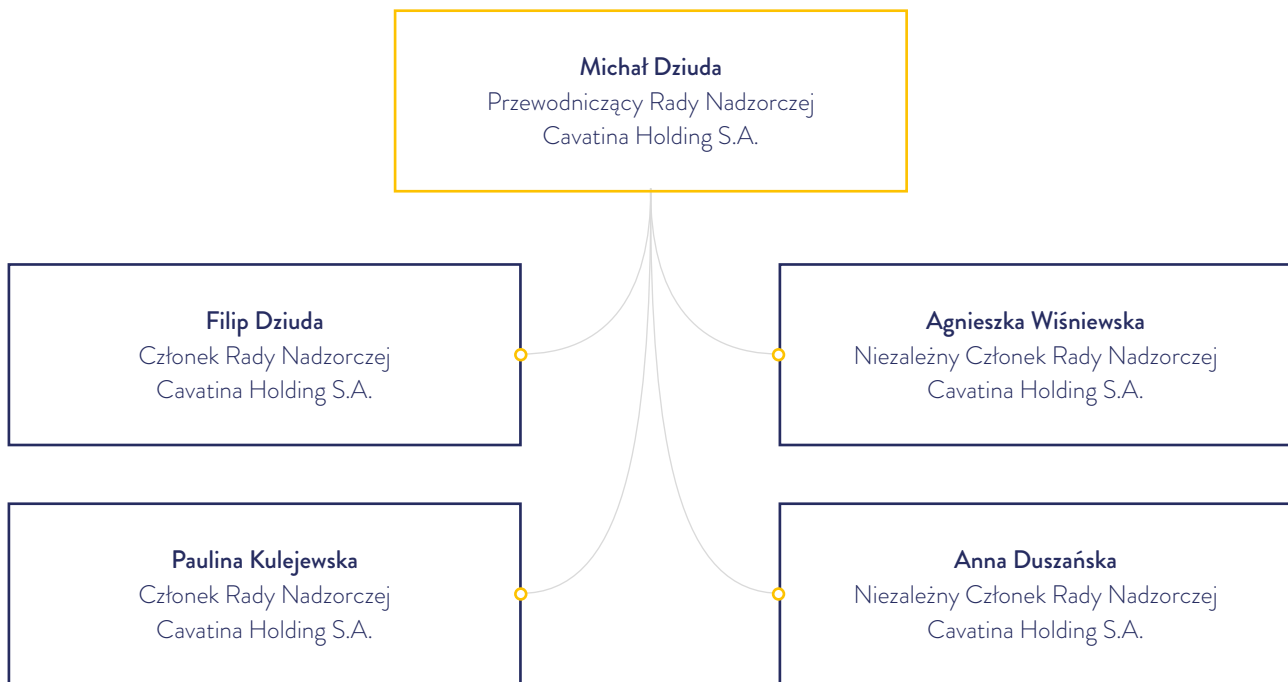 Michał Dziuda
Przewodniczący Rady Nadzorczej
Cavatina Holding S.A.
Filip Dziuda
Członek Rady Nadzorczej
Cavatina Holding S.A.
Agnieszka Wiśniewska
Niezależny Członek Rady Nadzorczej
Cavatina Holding S.A.
Paulina Kulejewska
Członek Rady Nadzorczej
Cavatina Holding S.A.
Anna Duszańska
Niezależny Członek Rady Nadzorczej
Cavatina Holding S.A.